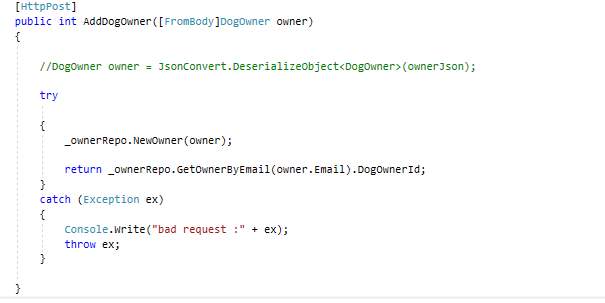 [HttpPost]
public int AddDogOwner([FromBody]DogOwner owner)
{
//DogOwner owner = JsonConvert.DeserializeObject<DogOwner>(ownerJson);
try
{
_ownerRepo.NewOwner(owner);
return _ownerRepo.GetOwnerByEmail(owner.Email).DogOwnerId;
}
catch (Exception ex)
{
Console.Write("bad request :" + ex);
throw ex;
}
}